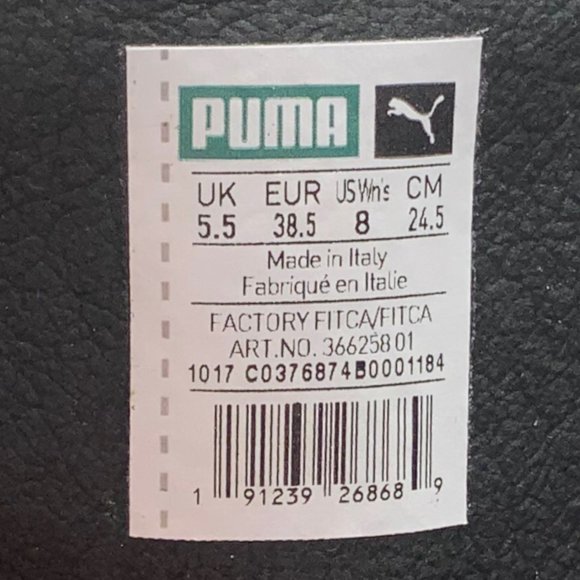 PUMA
UK EUR US Wn's CM
5.5 38.5 8 24.5
Made in Italy
Fabriqué en Italie
FACTORY FITCA/FITCA
ART.NO. 366258 01
1017 C0376874B0001184
1 91239 26868 9